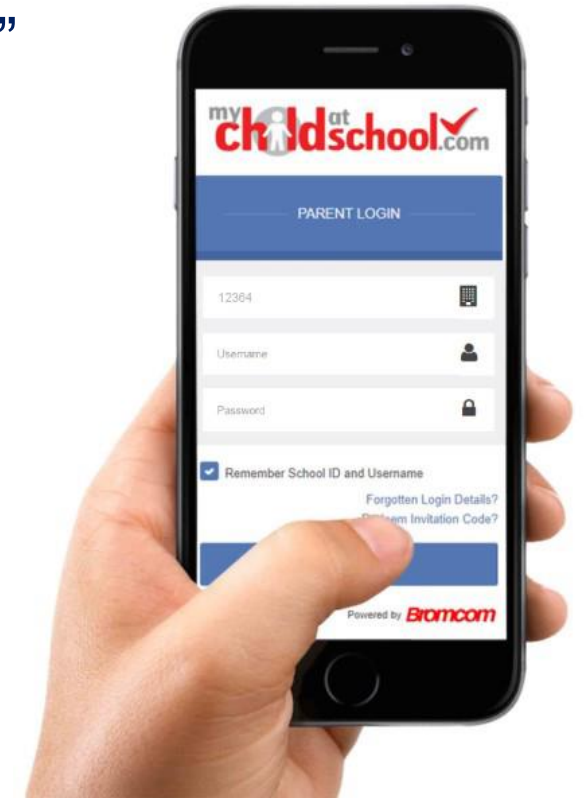 ”
my child at school.com
PARENT LOGIN
12364
Username
Password
Remember School ID and Username
Forgotten Login Details?
Invitation Code?
Powered by Bromcom